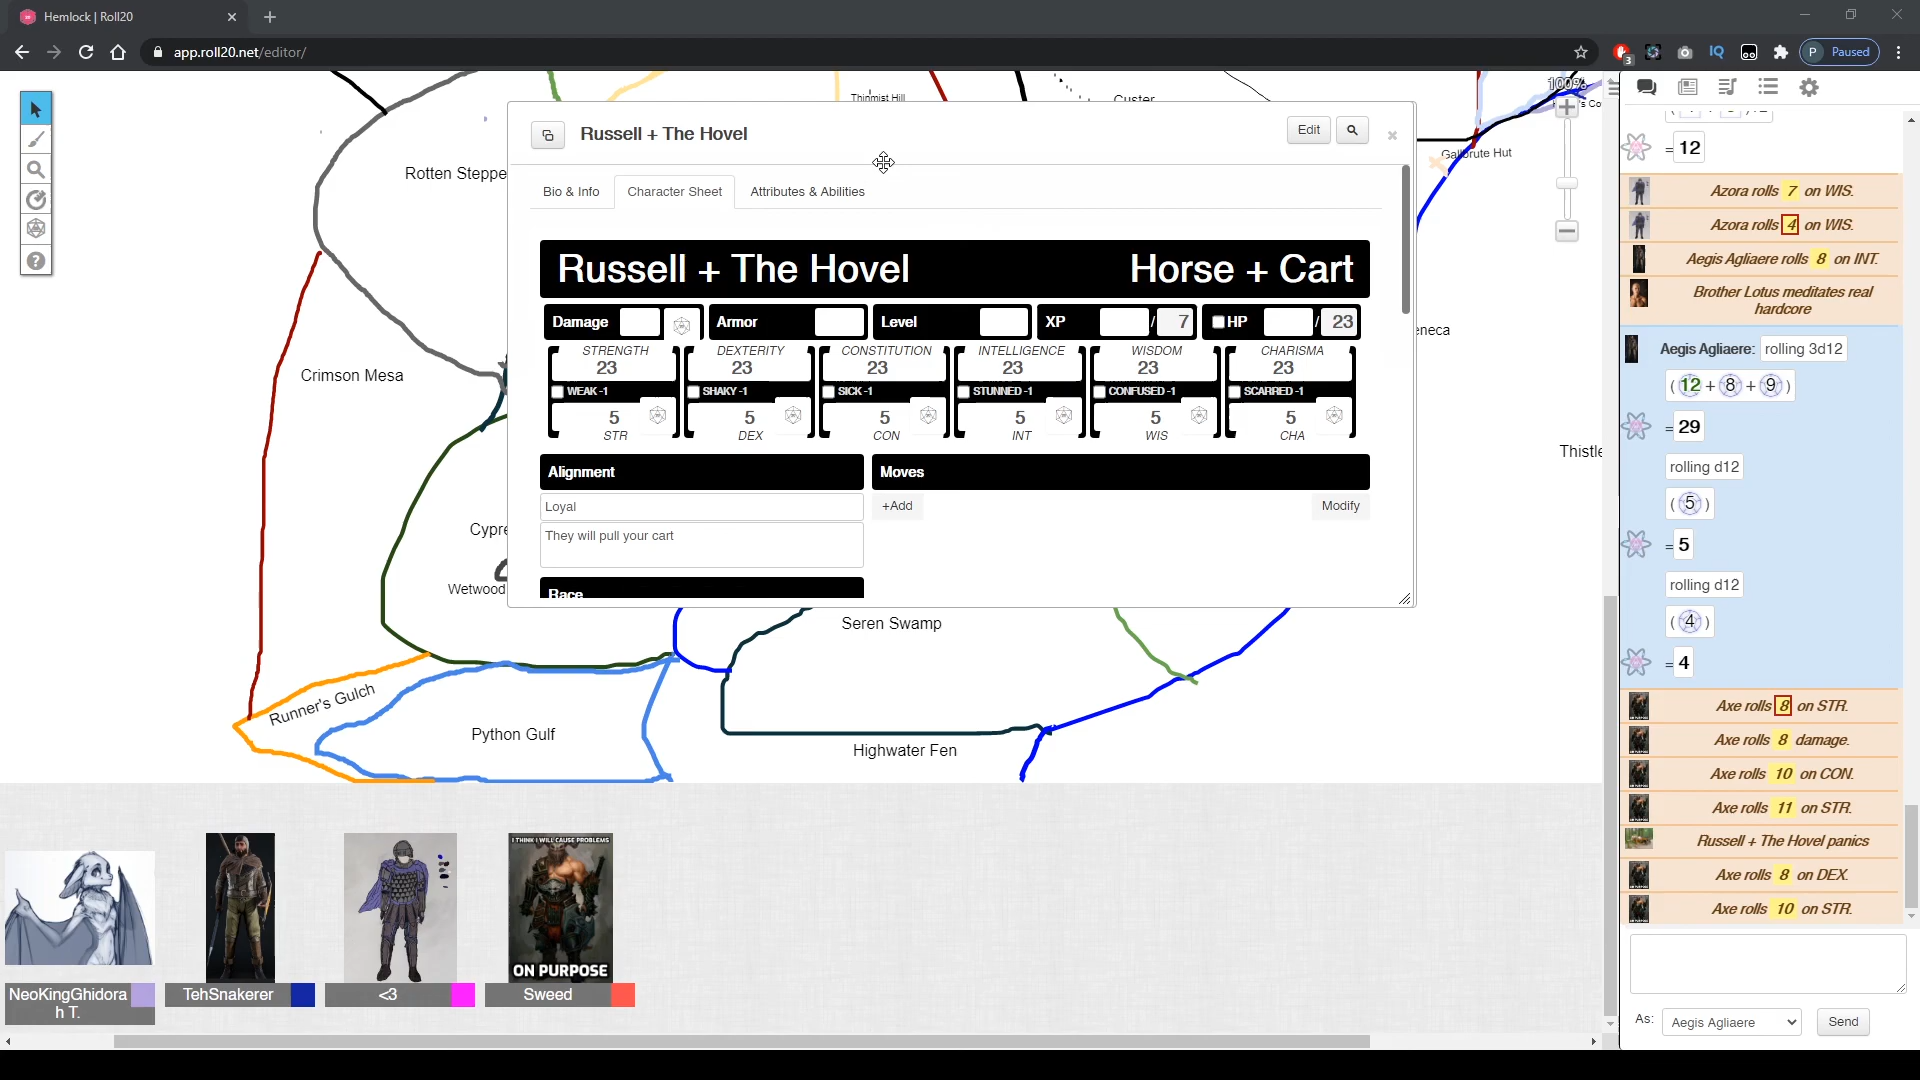 Hemlock | Roll20
app.roll20.net/editor/
3
IQ
P Paused
100%
Thinmist Hill
Custer
Gallbrute Hut
Rotten Steppe
Crimson Mesa
Wetwood
Seren Swamp
Runner's Gulch
Python Gulf
Highwater Fen
Russell + The Hovel
Edit
Bio & Info
Character Sheet
Attributes & Abilities
Russell + The Hovel
Horse + Cart
Damage
Armor
Level
XP / 7
HP / 23
STRENGTH
23
WEAK -1
5
STR
DEXTERITY
23
SHAKY -1
5
DEX
CONSTITUTION
23
SICK -1
5
CON
INTELLIGENCE
23
STUNNED -1
5
INT
WISDOM
23
CONFUSED -1
5
WIS
CHARISMA
23
SCARRED -1
5
CHA
Alignment
Loyal
They will pull your cart
Race
Moves
+Add
Modify
=12
Azora rolls 7 on WIS.
Azora rolls 4 on WIS.
Aegis Agliaere rolls 8 on INT.
Brother Lotus meditates real
hardcore
Aegis Agliaere: rolling 3d12
(12+8+9)
=29
rolling d12
(5)
=5
rolling d12
(4)
=4
Axe rolls 8 on STR.
Axe rolls 8 damage.
Axe rolls 10 on CON.
Axe rolls 11 on STR.
Russell + The Hovel panics
Axe rolls 8 on DEX.
Axe rolls 10 on STR.
As:
Aegis Agliaere
Send
NeoKingGhidora
h T.
TehSnakerer
<3
I THINK I WILL CAUSE PROBLEMS
ON PURPOSE
Sweed